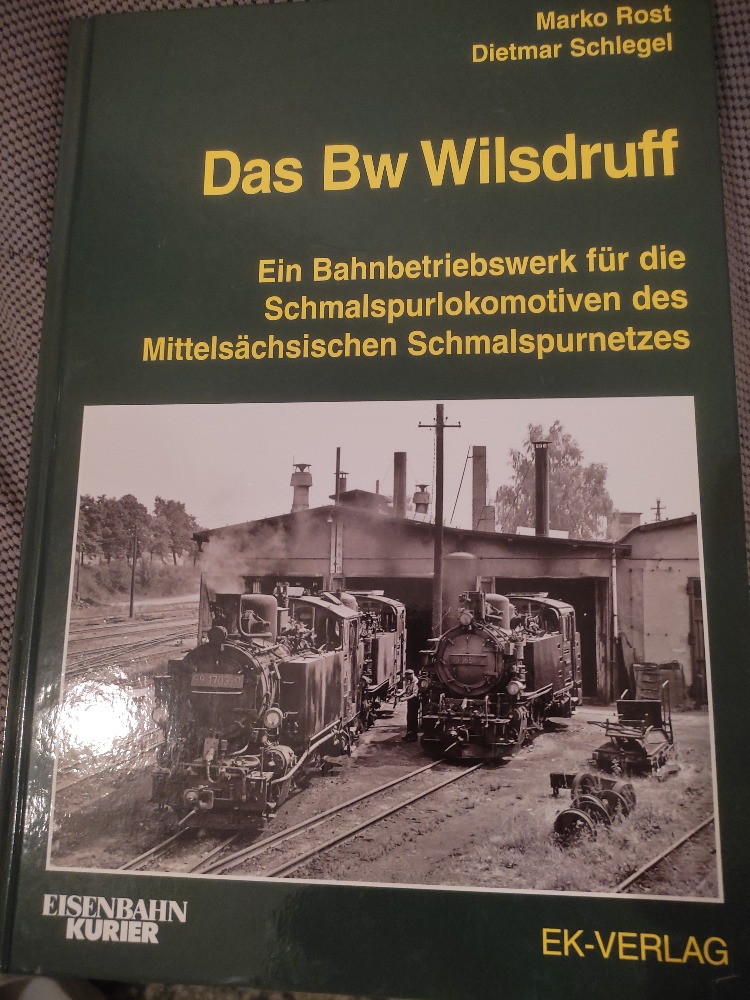 Marko Rost
Dietmar Schlegel
Das Bw Wilsdruff
Ein Bahnbetriebswerk für die
Schmalspurlokomotiven des
Mittelsächsischen Schmalspurnetzes
EISENBAHN
KURIER
EK-VERLAG